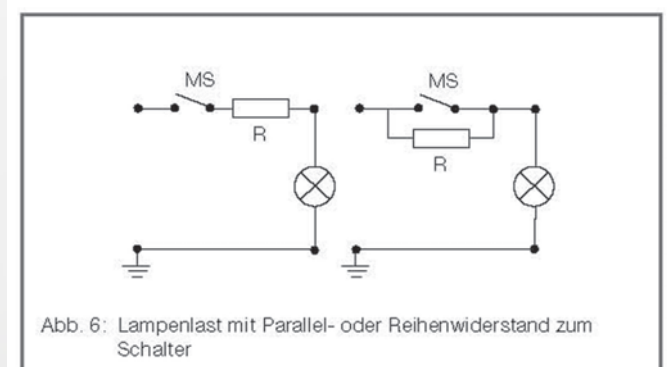 MS
MS
R
R
Abb. 6: Lampenlast mit Parallel- oder Reihenwiderstand zum
Schalter